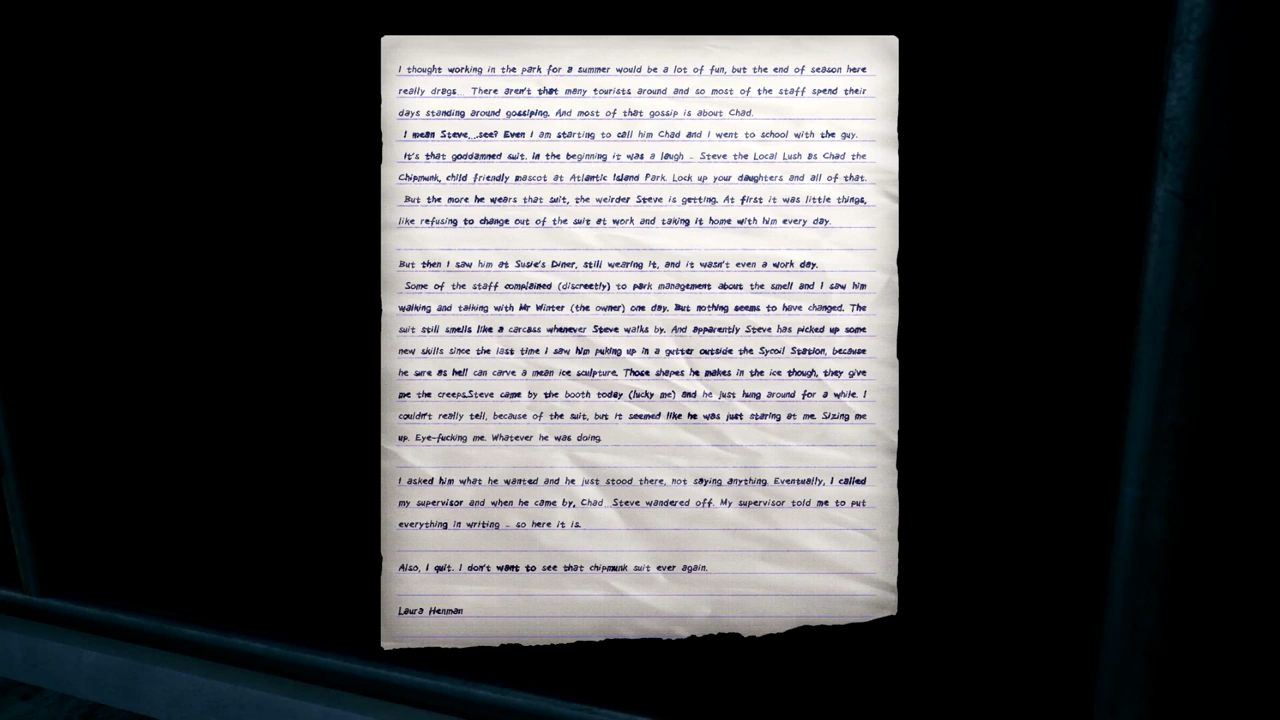 I thought working in the park for a summer would be a lot of fun, but the end of season here
really drags... There aren't that many tourists around and so most of the staff spend their
days standing around gossiping. And most of that gossip is about Chad.
I mean Steve...see? Even I am starting to call him Chad and I went to school with the guy.
It's that goddamned suit. In the beginning it was a laugh - Steve the Local Lush as Chad the
Chipmunk, child friendly mascot at Atlantic Island Park. Lock up your daughters and all of that.
But the more he wears that suit, the weirder Steve is getting. At first it was little things,
like refusing to change out of the suit at work and taking it home with him every day.
But then I saw him at Susie's Diner, still wearing it, and it wasn't even a work day.
Some of the staff complained (discreetly) to park management about the smell and I saw him
walking and talking with Mr Winter (the owner) one day. But nothing seems to have changed. The
suit still smells like a carcass whenever Steve walks by. And apparently Steve has picked up some
new skills since the last time I saw him puking up in a gutter outside the Sycoil Station, because
he sure as hell can carve a mean ice sculpture. Those shapes he makes in the ice though, they give
me the creeps.Steve came by the booth today (lucky me) and he just hung around for a while. I
couldn't really tell, because of the suit, but it seemed like he was just staring at me. Sizing me
up. Eye-fucking me. Whatever he was doing.
I asked him what he wanted and he just stood there, not saying anything. Eventually, I called
my supervisor and when he came by, Chad...Steve wandered off. My supervisor told me to put
everything in writing - so here it is.
Also, I quit. I don't want to see that chipmunk suit ever again.
Laura Henman